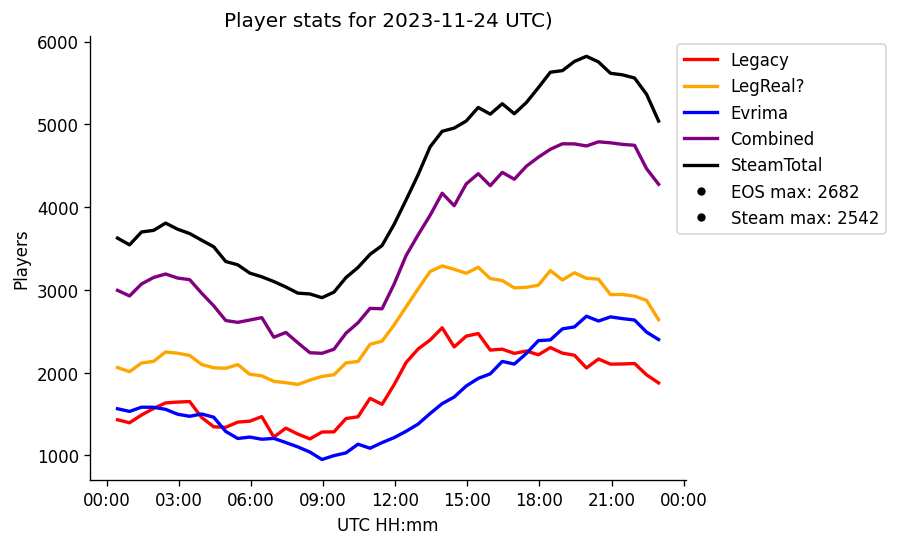 Player stats for 2023-11-24 UTC)
6000
5000
4000
3000
2000
1000
Players
00:00 03:00 06:00 09:00 12:00 15:00 18:00 21:00 00:00
UTC HH:mm
Legacy
LegReal?
Evrima
Combined
SteamTotal
EOS max: 2682
Steam max: 2542